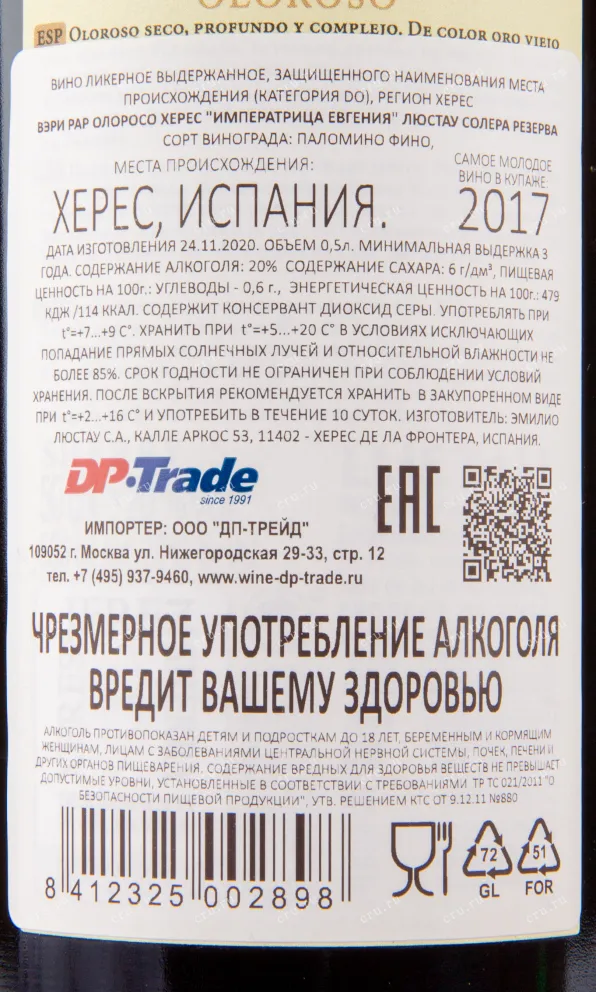 OLOROSO
ESP OLOROSO SECO, PROFUNDO Y COMPLEJO. DE COLOR ORO VIEJO
ВИНО ЛИКЕРНОЕ ВЫДЕРЖАННОЕ, ЗАЩИЩЕННОГО НАИМЕНОВАНИЯ МЕСТА
ПРОИСХОЖДЕНИЯ (КАТЕГОРИЯ DO), РЕГИОН ХЕРЕС
ВЭРИ РАР ОЛОРОСО ХЕРЕС "ИМПЕРАТРИЦА ЕВГЕНИЯ" ЛЮСТАУ СОЛЕРА РЕЗЕРВА
СОРТ ВИНОГРАДА: ПАЛОМИНО ФИНО,
МЕСТА ПРОИСХОЖДЕНИЯ:
ХЕРЕС, ИСПАНИЯ.
САМОЕ МОЛОДОЕ
ВИНО В КУПАЖЕ:
2017
ДАТА ИЗГОТОВЛЕНИЯ 24.11.2020. ОБЪЕМ 0,5л. МИНИМАЛЬНАЯ ВЫДЕРЖКА 3
ГОДА. СОДЕРЖАНИЕ АЛКОГОЛЯ: 20% СОДЕРЖАНИЕ САХАРА: 6 г/дм³, ПИЩЕВАЯ
ЦЕННОСТЬ НА 100г.: УГЛЕВОДЫ - 0,6 г., ЭНЕРГЕТИЧЕСКАЯ ЦЕННОСТЬ НА 100г.: 479
КДЖ /114 ККАЛ. СОДЕРЖИТ КОНСЕРВАНТ ДИОКСИД СЕРЫ. УПОТРЕБЛЯТЬ ПРИ
t°=+7...+9 С°. ХРАНИТЬ ПРИ t°=+5...+20 С° В УСЛОВИЯХ ИСКЛЮЧАЮЩИХ
ПОПАДАНИЕ ПРЯМЫХ СОЛНЕЧНЫХ ЛУЧЕЙ И ОТНОСИТЕЛЬНОЙ ВЛАЖНОСТИ НЕ
БОЛЕЕ 85%. СРОК ГОДНОСТИ НЕ ОГРАНИЧЕН ПРИ СОБЛЮДЕНИИ УСЛОВИЙ
ХРАНЕНИЯ. ПОСЛЕ ВСКРЫТИЯ РЕКОМЕНДУЕТСЯ ХРАНИТЬ В ЗАКУПОРЕННОМ ВИДЕ
ПРИ t°=+2...+16 С° И УПОТРЕБИТЬ В ТЕЧЕНИЕ 10 СУТОК. ИЗГОТОВИТЕЛЬ: ЭМИЛИО
ЛЮСТАУ С.А., КАЛЛЕ АРКОС 53, 11402 - ХЕРЕС ДЕ ЛА ФРОНТЕРА, ИСПАНИЯ.
DP·Trade
since 1991
EAC
ИМПОРТЕР: ООО "ДП-ТРЕЙД"
109052 г. Москва ул. Нижегородская 29-33, стр. 12
тел. +7 (495) 937-9460, www.wine-dp-trade.ru
ЧРЕЗМЕРНОЕ УПОТРЕБЛЕНИЕ АЛКОГОЛЯ
ВРЕДИТ ВАШЕМУ ЗДОРОВЬЮ
АЛКОГОЛЬ ПРОТИВОПОКАЗАН ДЕТЯМ И ПОДРОСТКАМ ДО 18 ЛЕТ, БЕРЕМЕННЫМ И КОРМЯЩИМ
ЖЕНЩИНАМ, ЛИЦАМ С ЗАБОЛЕВАНИЯМИ ЦЕНТРАЛЬНОЙ НЕРВНОЙ СИСТЕМЫ, ПОЧЕК, ПЕЧЕНИ И
ДРУГИХ ОРГАНОВ ПИЩЕВАРЕНИЯ. СОДЕРЖАНИЕ ВРЕДНЫХ ДЛЯ ЗДОРОВЬЯ ВЕЩЕСТВ НЕ ПРЕВЫШАЕТ
ДОПУСТИМЫЕ УРОВНИ, УСТАНОВЛЕННЫЕ В СООТВЕТСТВИИ С ТРЕБОВАНИЯМИ ТР ТС 021/2011 "О
БЕЗОПАСНОСТИ ПИЩЕВОЙ ПРОДУКЦИИ", УТВ. РЕШЕНИЕМ КТС ОТ 9.12.11 №880
8 412325 002898
72
GL
51
FOR
cru.ru